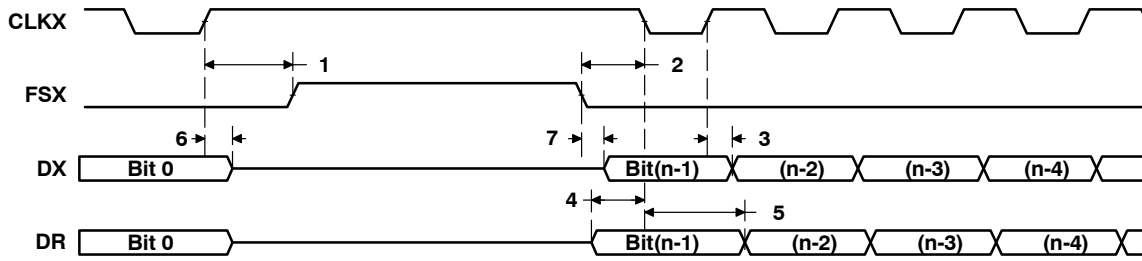 CLKX
1
2
FSX
6
7
3
DX
Bit 0
Bit(n-1)
(n-2)
(n-3)
(n-4)
4
5
DR
Bit 0
Bit(n-1)
(n-2)
(n-3)
(n-4)